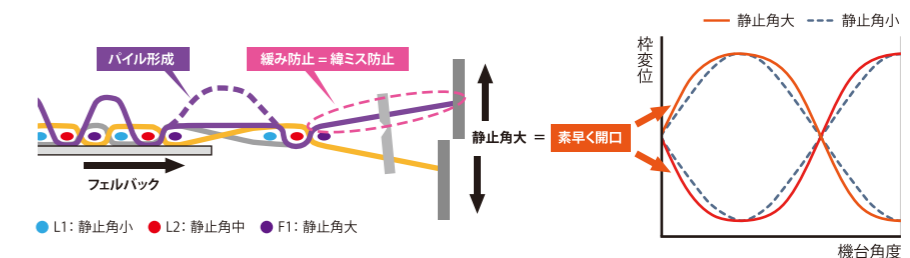 パイル形成
緩み防止＝緯ミス防止
フェルバック
L1：静止角小
L2：静止角中
F1：静止角大
静止角大 ＝ 素早く開口
静止角大
静止角小
枠変位
機台角度